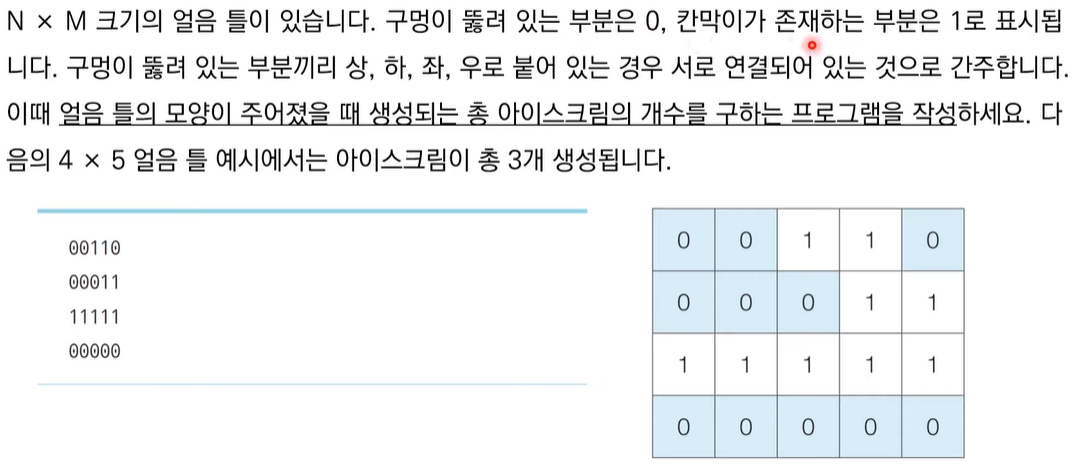 N × M 크기의 얼음 틀이 있습니다. 구멍이 뚫려 있는 부분은 0, 칸막이가 존재하는 부분은 1로 표시됩
니다. 구멍이 뚫려 있는 부분끼리 상, 하, 좌, 우로 붙어 있는 경우 서로 연결되어 있는 것으로 간주합니다.
이때 얼음 틀의 모양이 주어졌을 때 생성되는 총 아이스크림의 개수를 구하는 프로그램을 작성하세요. 다
음의 4 × 5 얼음 틀 예시에서는 아이스크림이 총 3개 생성됩니다.
00110
00011
11111
00000
0 0 1 1 0
0 0 0 1 1
1 1 1 1 1
0 0 0 0 0